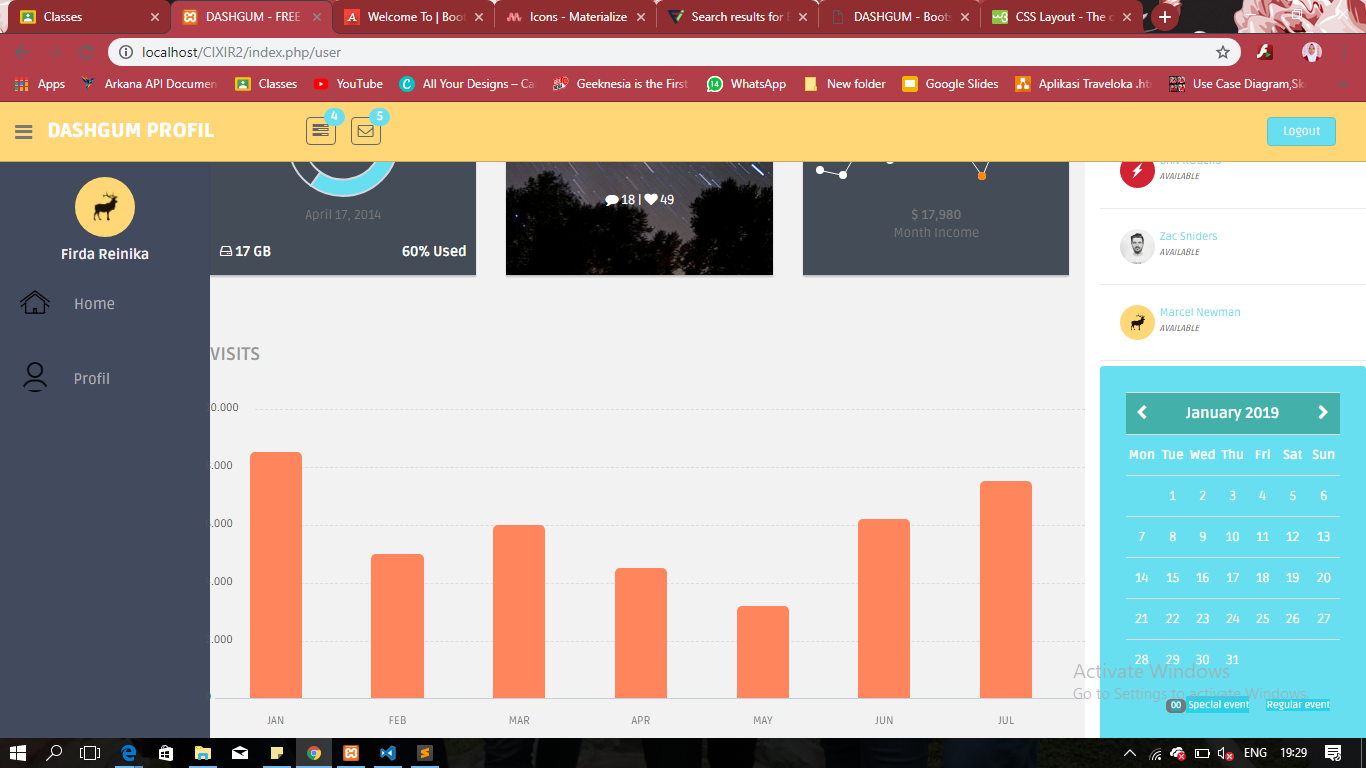 Classes
DASHGUM - FREE
Welcome To | Boot
Icons - Materialize
Search results for
DASHGUM - Boots
CSS Layout - The
localhost/CIXIR2/index.php/user
Apps
Arkana API Documen
Classes
YouTube
All Your Designs – Ca
Geeknesia is the First
14
WhatsApp
New folder
Google Slides
Aplikasi Traveloka .ht
Use Case Diagram,Sk
DASHGUM PROFIL
4
5
Logout
Firda Reinika
Home
Profil
April 17, 2014
17 GB
60% Used
18 | 49
$ 17,980
Month Income
AVAILABLE
Zac Sniders
AVAILABLE
Marcel Newman
AVAILABLE
VISITS
0.000
.000
.000
.000
.000
JAN
FEB
MAR
APR
MAY
JUN
JUL
January 2019
Mon Tue Wed Thu Fri Sat Sun
1 2 3 4 5 6
7 8 9 10 11 12 13
14 15 16 17 18 19 20
21 22 23 24 25 26 27
28 29 30 31
00 Special event Regular event
Activate Windows
Go to Settings to activate Windows.
ENG
19:29